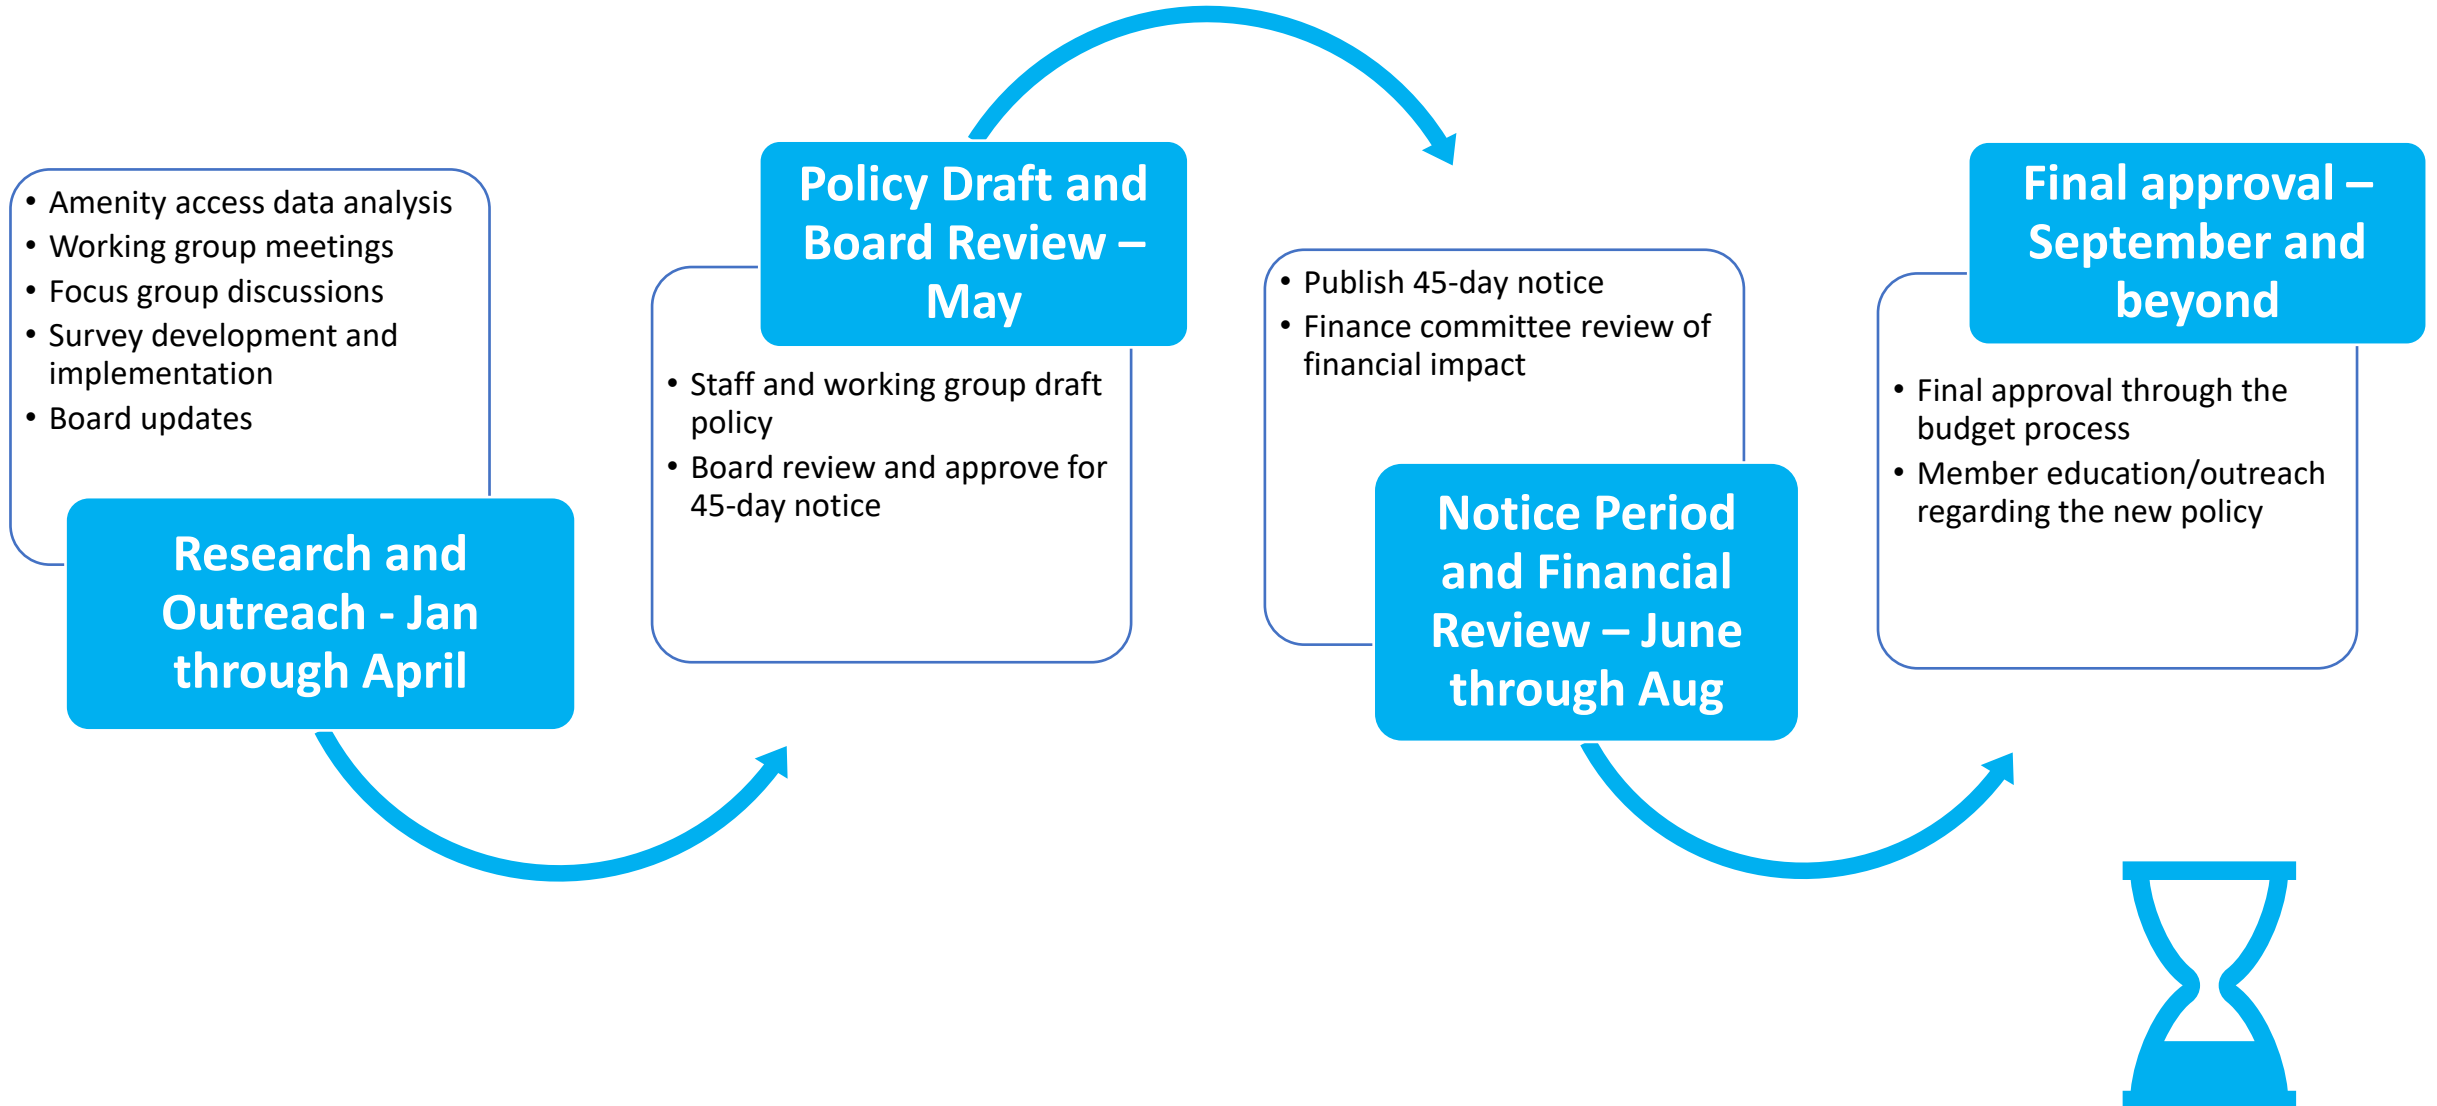 • Amenity access data analysis
• Working group meetings
• Focus group discussions
• Survey development and
implementation
• Board updates
Research and
Outreach - Jan
through April
Policy Draft and
Board Review –
May
• Staff and working group draft
policy
• Board review and approve for
45-day notice
• Publish 45-day notice
• Finance committee review of
financial impact
Notice Period
and Financial
Review – June
through Aug
Final approval –
September and
beyond
• Final approval through the
budget process
• Member education/outreach
regarding the new policy